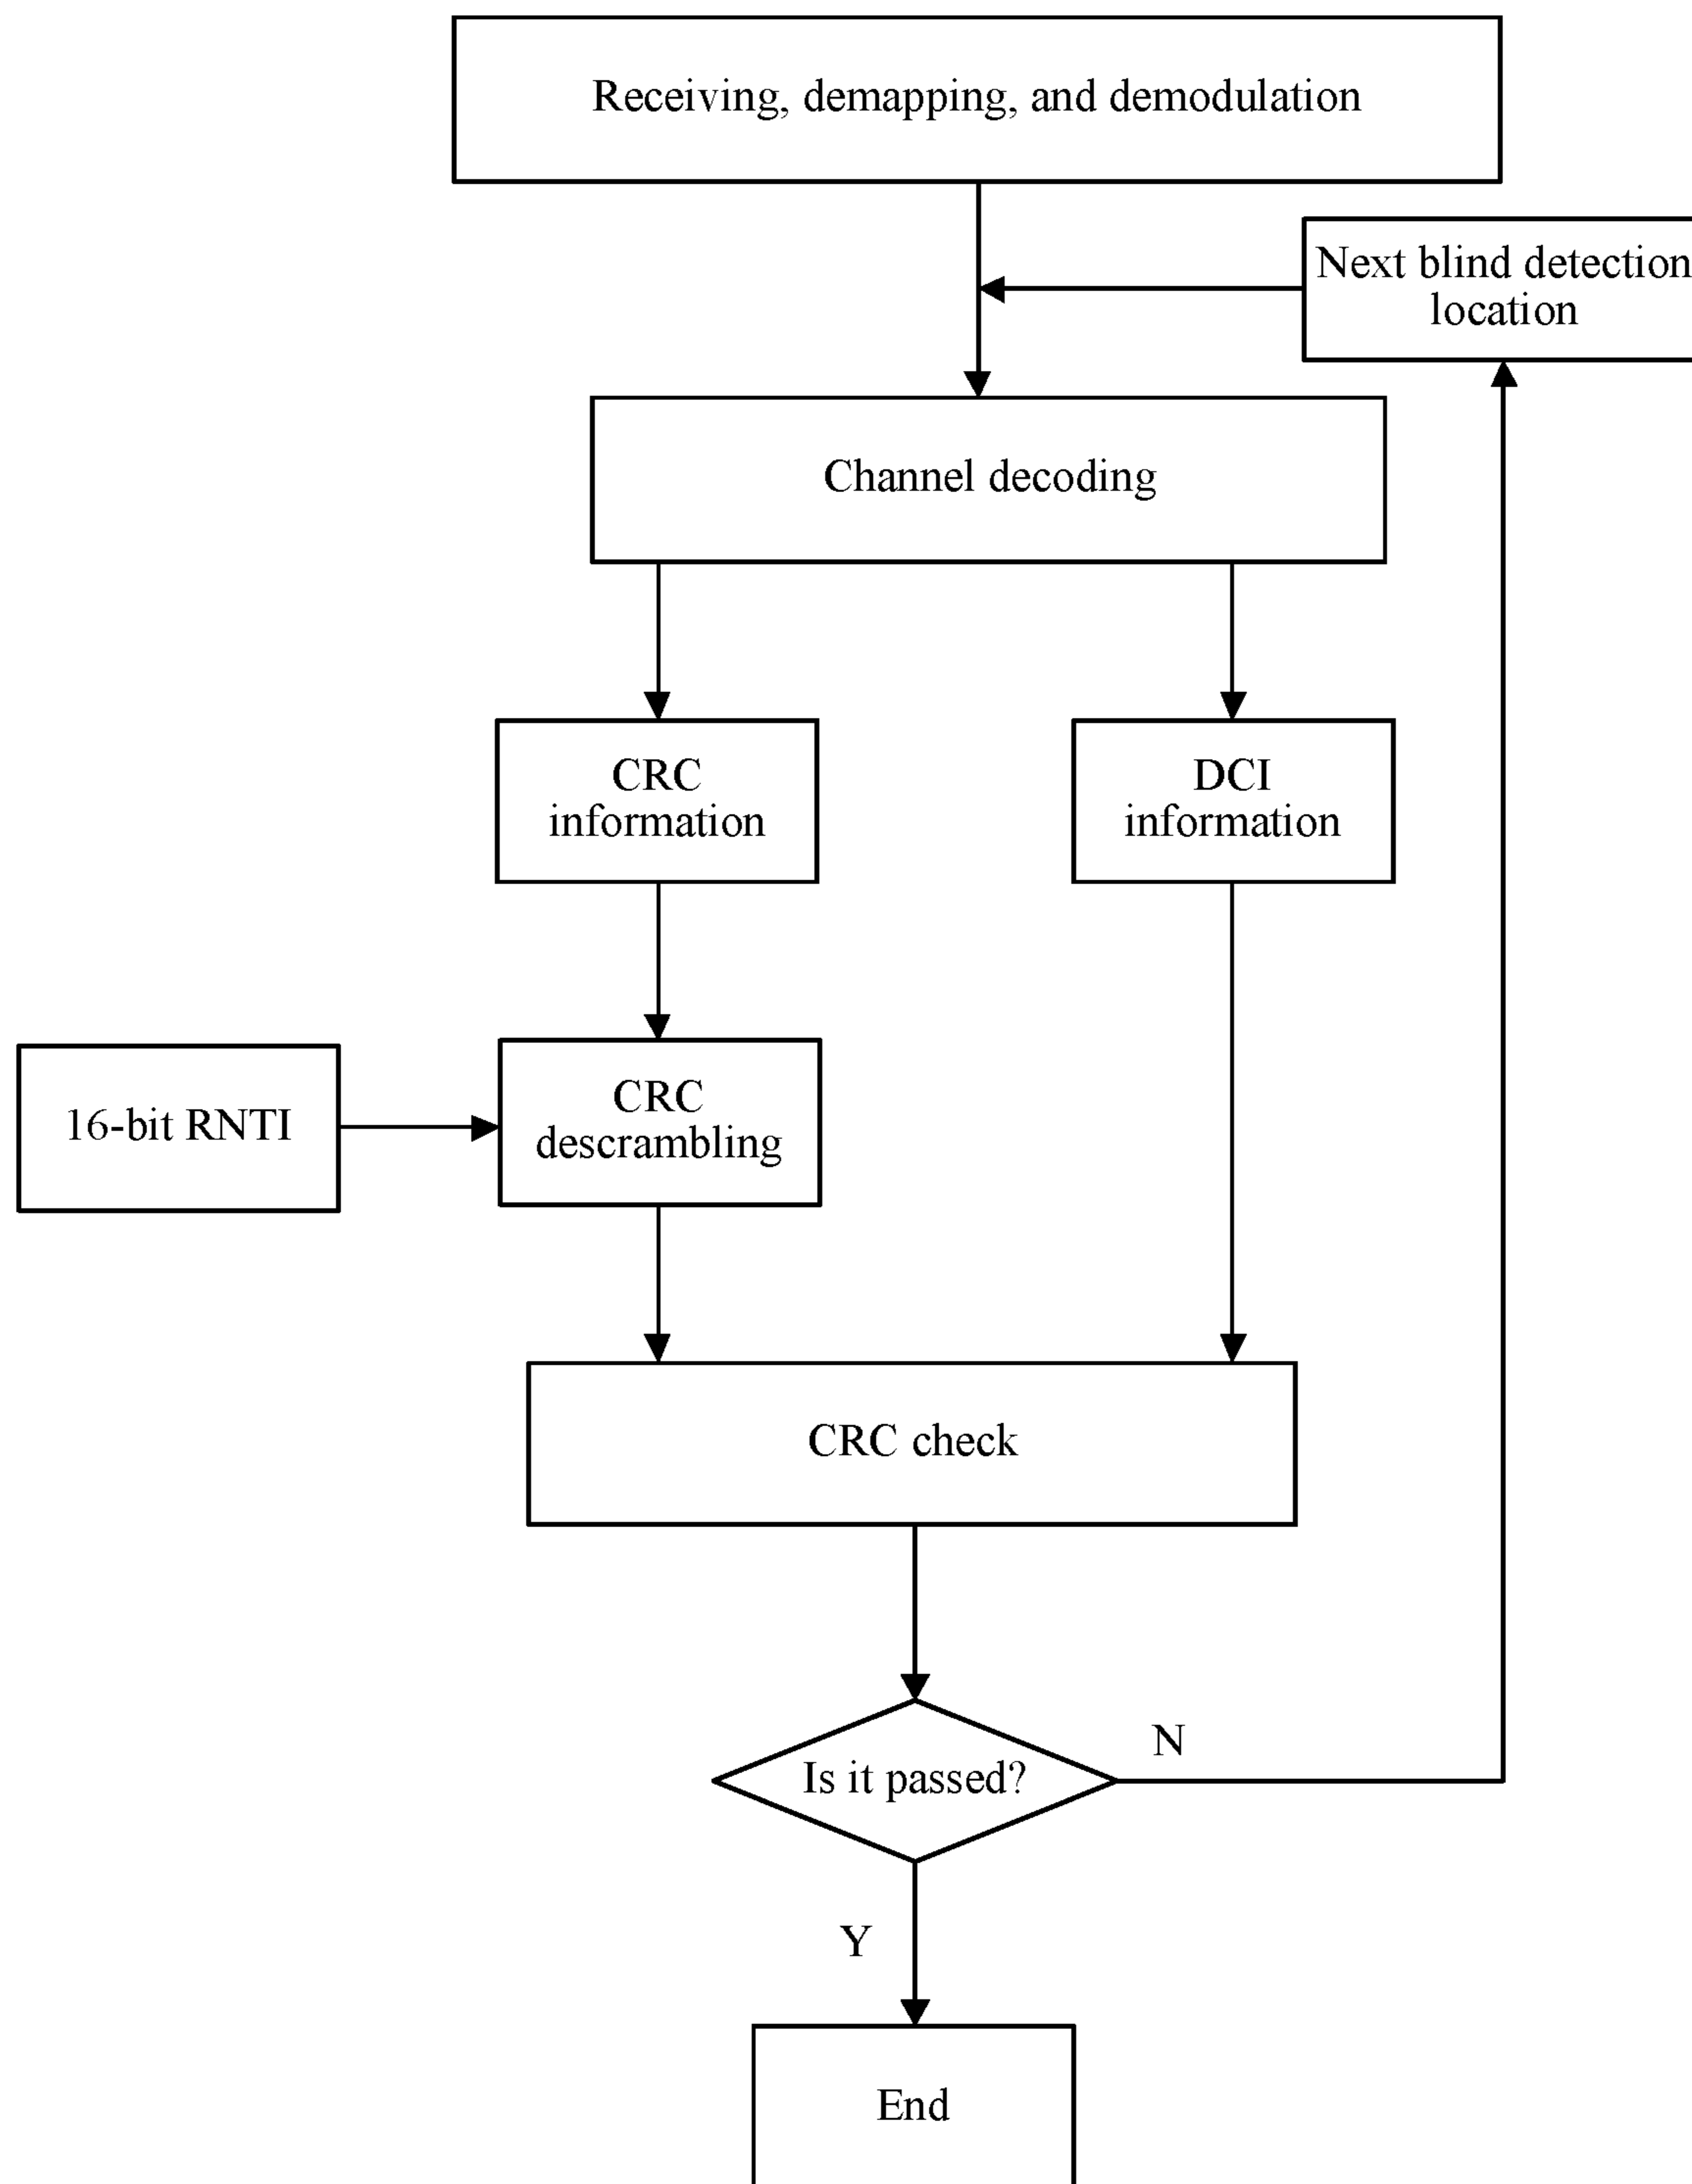 Receiving, demapping, and demodulation
Next blind detection
location
Channel decoding
CRC
information
DCI
information
16-bit RNTI
CRC
descrambling
CRC check
Is it passed?
N
Y
End